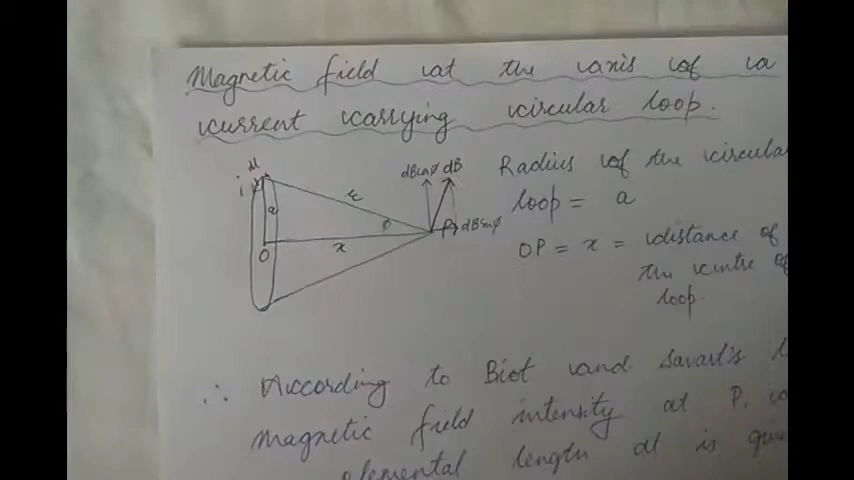 Magnetic field at the axis of a
current carrying circular loop.
dl
i
a
r
O
x
φ
dB
P
dBsinφ
Radius of the circular
loop = a
OP = x = distance of
the centre of
loop.
∴ According to Biot and Savart's
magnetic field intensity at P,
elemental length dl is